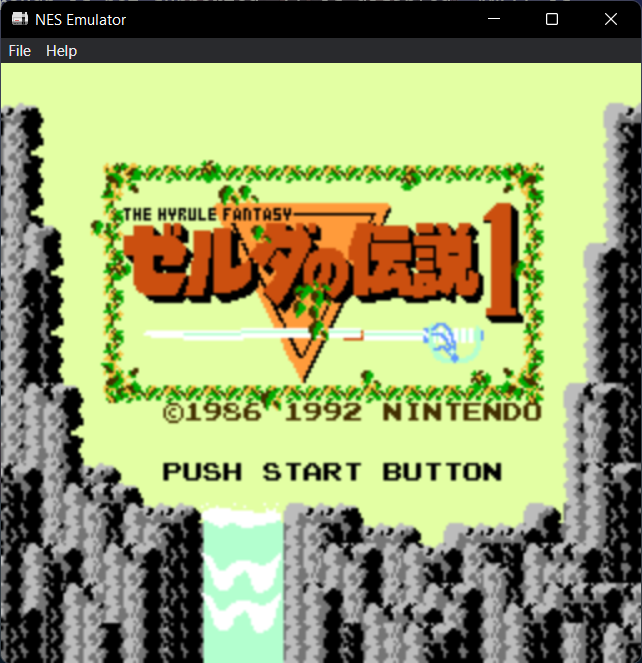 NES Emulator
File Help
THE HYRULE FANTASY
ゼルダの伝説1
©1986 1992 NINTENDO
PUSH START BUTTON